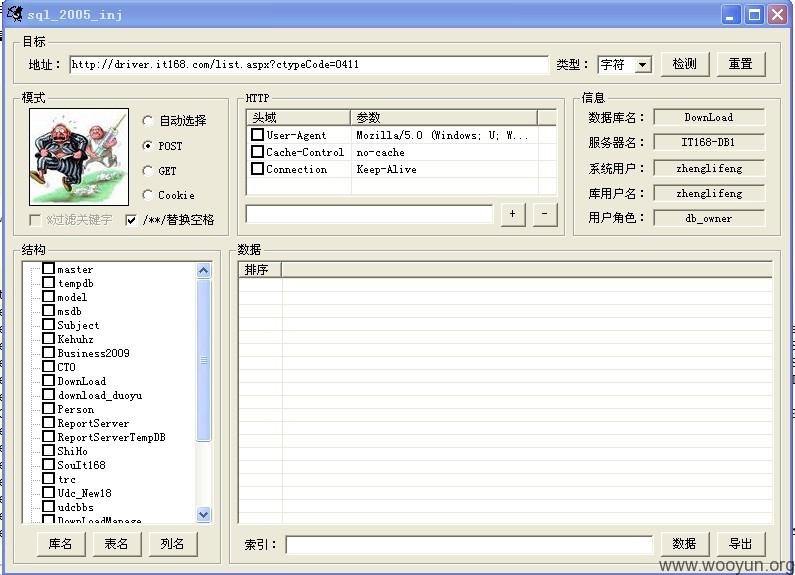 sql_2005_inj
目标
地址： http://driver.it168.com/list.aspx?ctypeCode=0411 类型： 字符 检测 重置
模式
自动选择
POST
GET
Cookie
%过滤关键字 /**/替换空格
HTTP
头域 参数
User-Agent Mozilla/5.0 (Windows; U; W...
Cache-Control no-cache
Connection Keep-Alive
+ -
信息
数据库名： DownLoad
服务器名： IT168-DB1
系统用户： zhenglifeng
库用户名： zhenglifeng
用户角色： db_owner
结构
master
tempdb
model
msdb
Subject
Kehuhz
Business2009
CTO
DownLoad
download_duoyu
Person
ReportServer
ReportServerTempDB
ShiHo
SouIt168
trc
Udc_New18
udcbbs
DownLoadManage
库名 表名 列名
数据
排序
索引： 数据 导出
www.wooyun.org